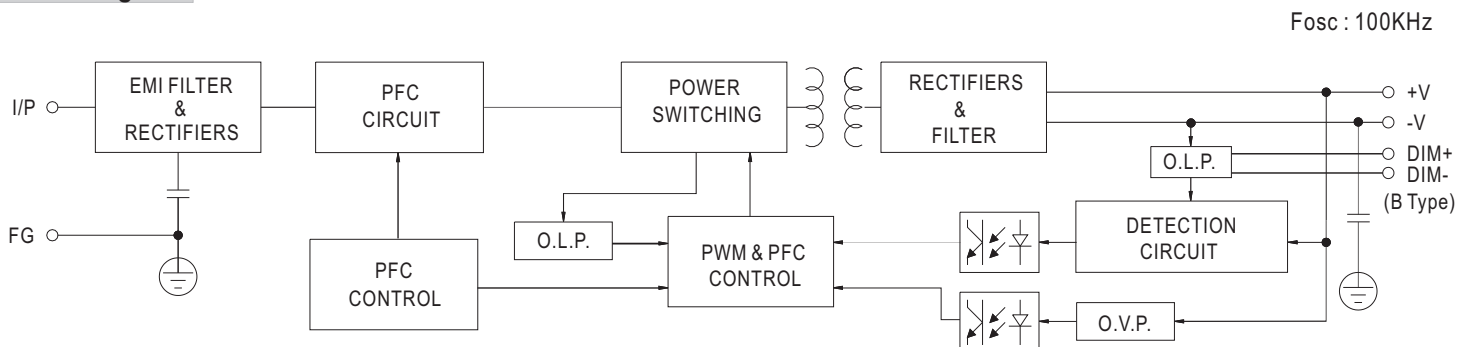 Fosc : 100KHz
I/P
EMI FILTER
&
RECTIFIERS
PFC
CIRCUIT
POWER
SWITCHING
RECTIFIERS
&
FILTER
+V
-V
O.L.P.
DIM+
DIM-
(B Type)
FG
O.L.P.
DETECTION
CIRCUIT
PFC
CONTROL
PWM & PFC
CONTROL
O.V.P.